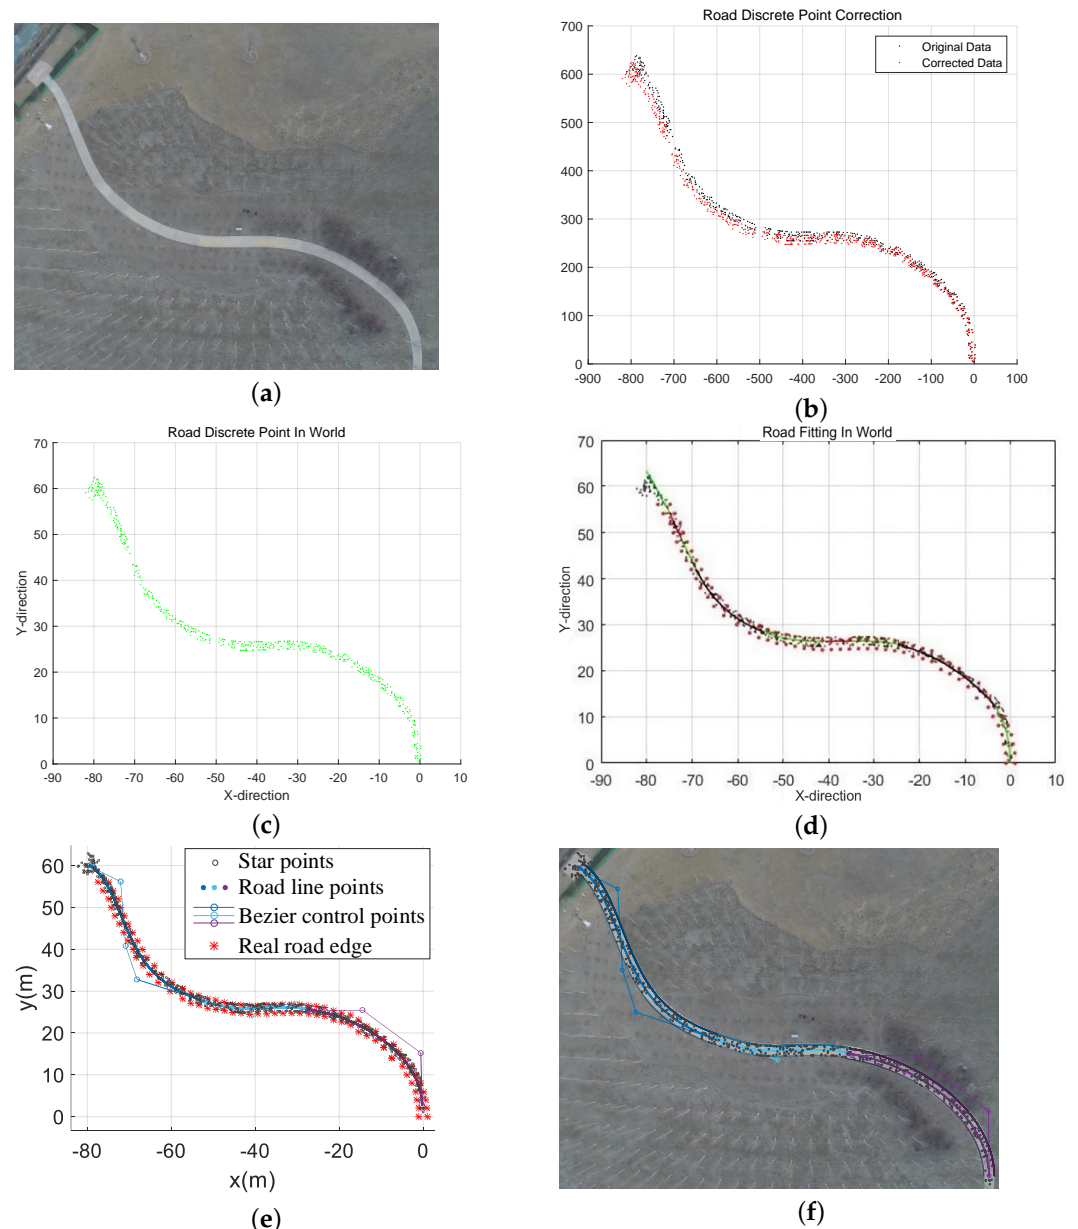 Road Discrete Point Correction
700
600
500
400
300
200
100
0
Original Data
Corrected Data
-900 -800 -700 -600 -500 -400 -300 -200 -100 0 100
(a)
(b)
Road Discrete Point In World
70
60
50
40
30
20
10
0
Y-direction
-90 -80 -70 -60 -50 -40 -30 -20 -10 0 10
X-direction
(c)
Road Fitting In World
70
60
50
40
30
20
10
0
Y-direction
-90 -80 -70 -60 -50 -40 -30 -20 -10 0 10
X-direction
(d)
60
50
40
30
20
10
0
y(m)
Star points
Road line points
Bezier control points
Real road edge
-80 -60 -40 -20 0
x(m)
(e)
(f)